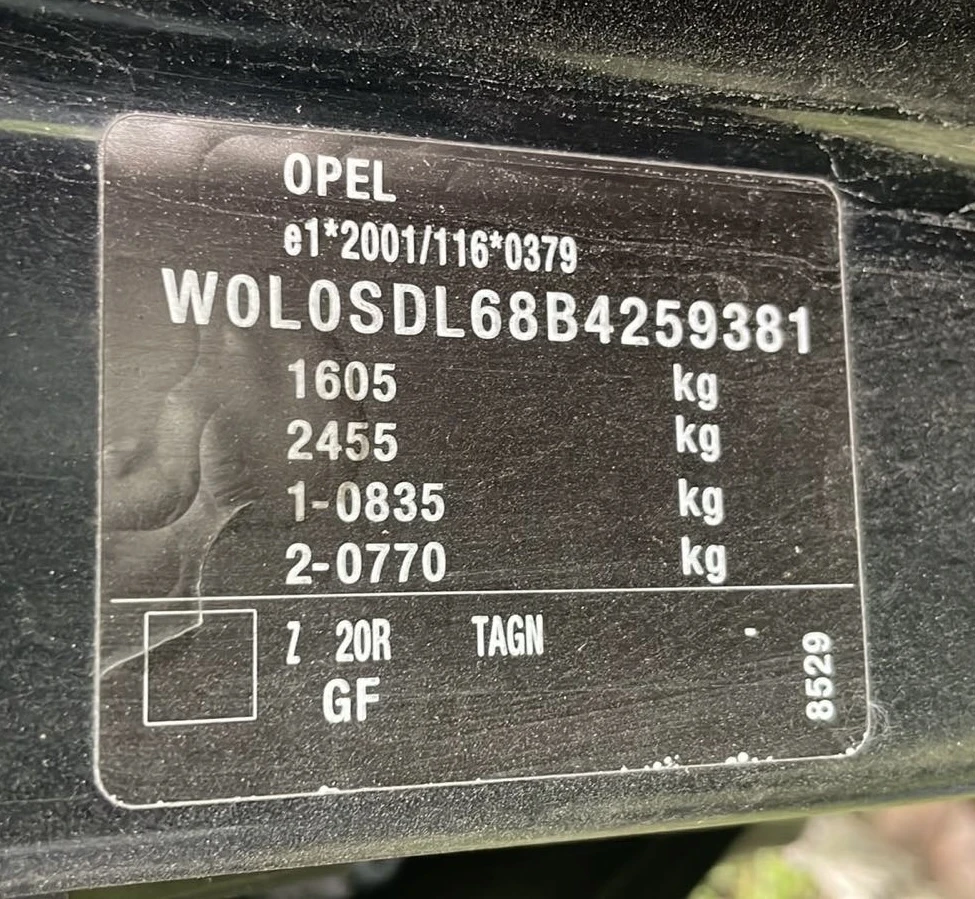 OPEL
e1*2001/116*0379
W0L0SDL68B4259381
1605 kg
2455 kg
1-0835 kg
2-0770 kg
Z 20R TAGN
GF
8529